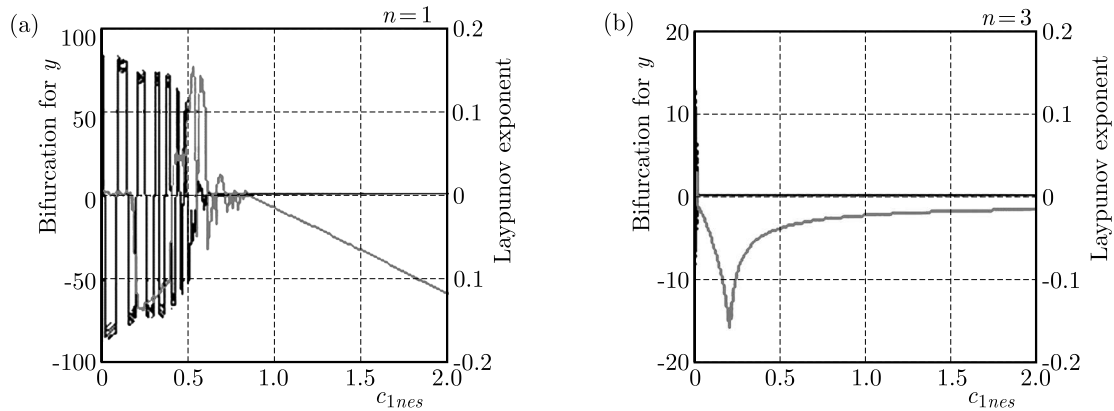 (a)
n=1
100
50
0
-50
-100
Bifurcation for y
0.2
0.1
0
0.1
-0.2
Laypunov exponent
0 0.5 1.0 1.5 2.0
c1nes
(b)
n=3
20
10
0
-10
-20
Bifurcation for y
0.2
0.1
0
-0.1
-0.2
Laypunov exponent
0 0.5 1.0 1.5 2.0
c1nes